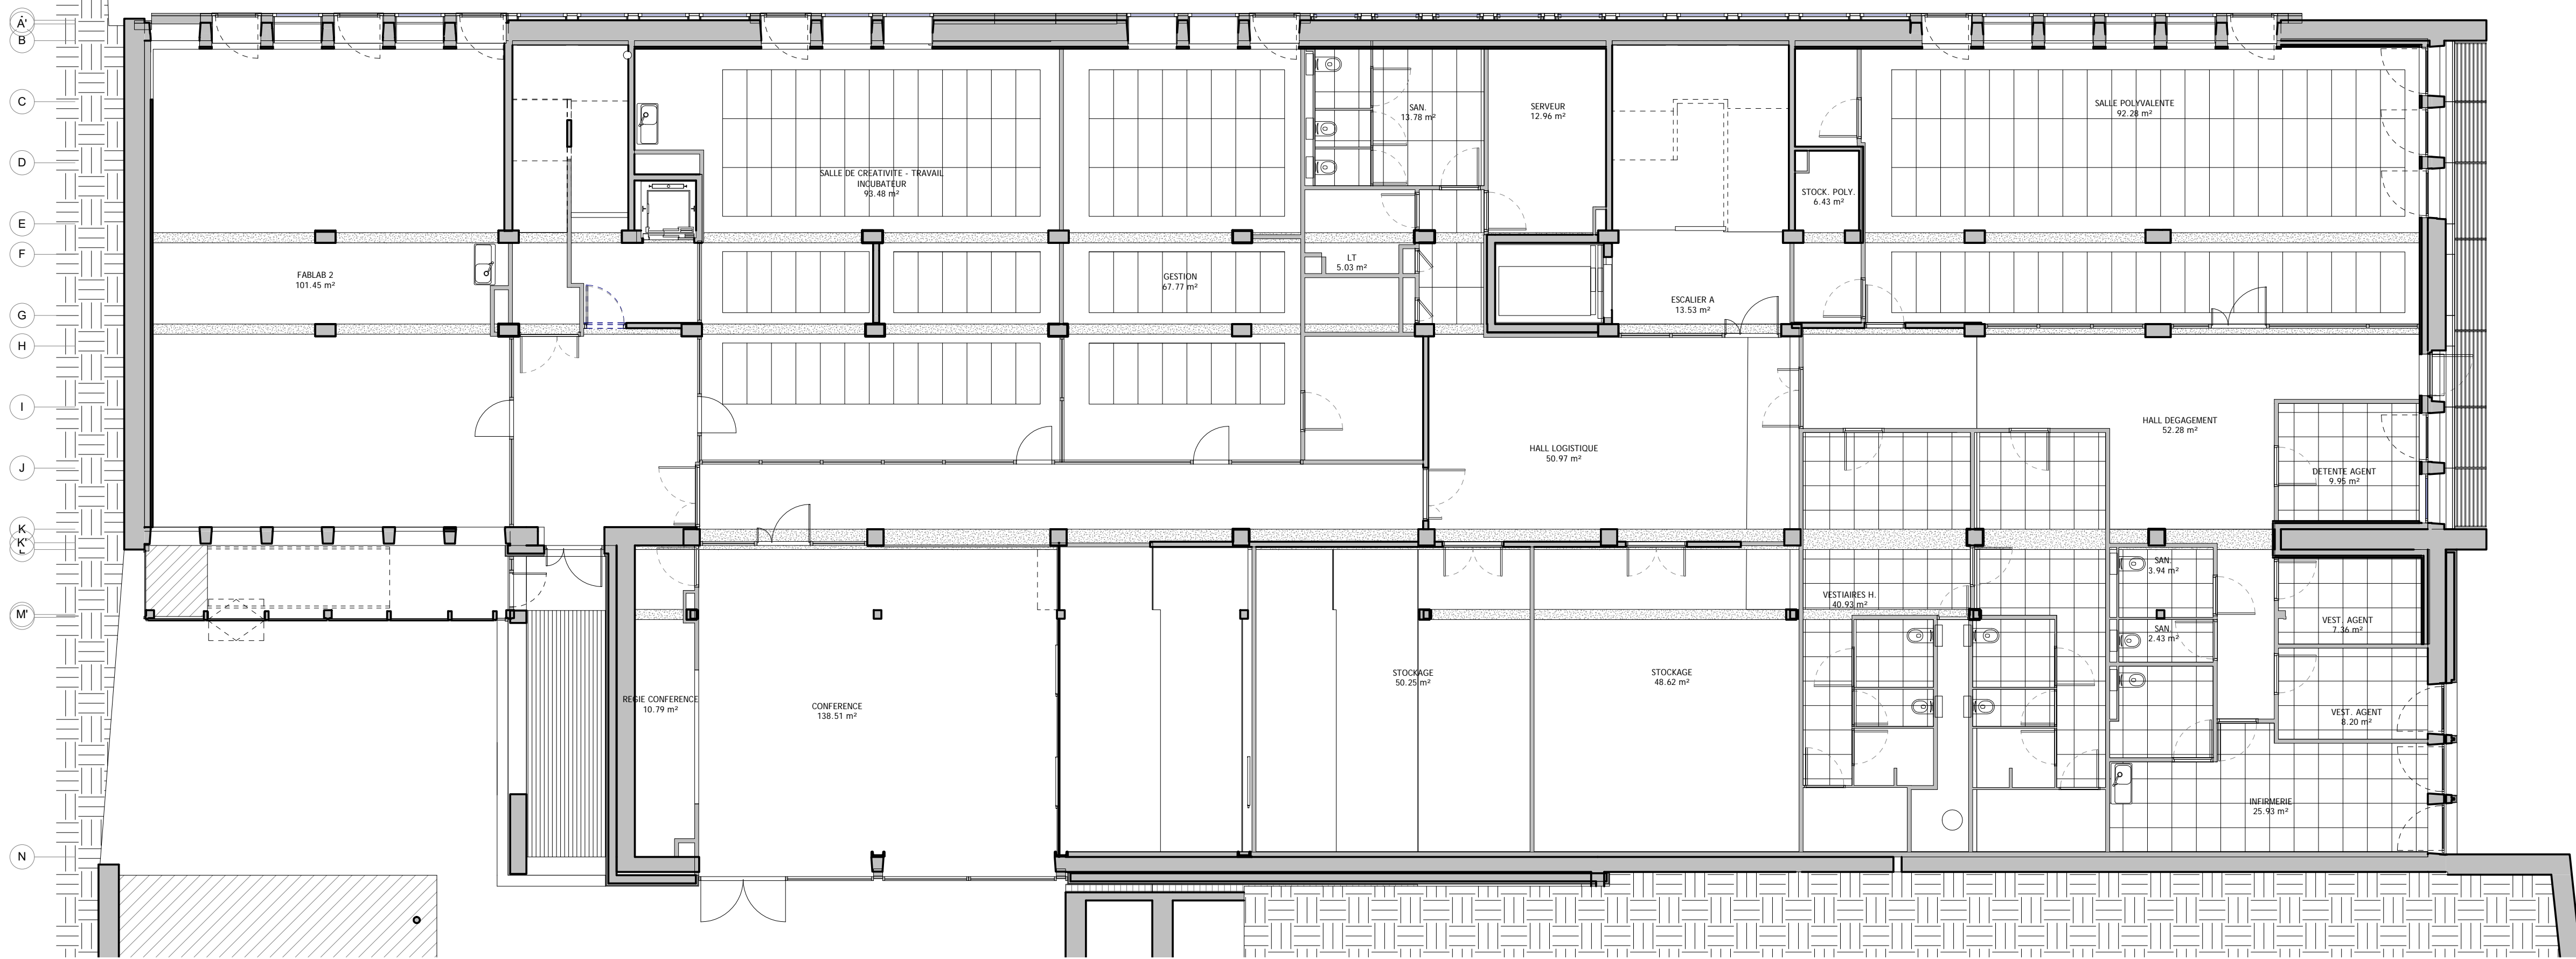 A'
B
C
D
E
F
G
H
I
J
K
K'
L
M'
N
SAN.
13.78 m²
SERVEUR
12.96 m²
SALLE POLYVALENTE
92.28 m²
SALLE DE CREATIVITE - TRAVAIL
INCUBATEUR
93.48 m²
STOCK. POLY.
6.43 m²
FABLAB 2
101.45 m²
GESTION
67.77 m²
LT
5.03 m²
ESCALIER A
13.53 m²
HALL LOGISTIQUE
50.97 m²
HALL DEGAGEMENT
52.28 m²
DETENTE AGENT
9.95 m²
SAN.
3.94 m²
VESTIAIRES H.
40.93 m²
SAN.
2.43 m²
VEST. AGENT
7.36 m²
REGIE CONFERENCE
10.79 m²
CONFERENCE
138.51 m²
STOCKAGE
50.25 m²
STOCKAGE
48.62 m²
VEST. AGENT
8.20 m²
INFIRMERIE
25.93 m²